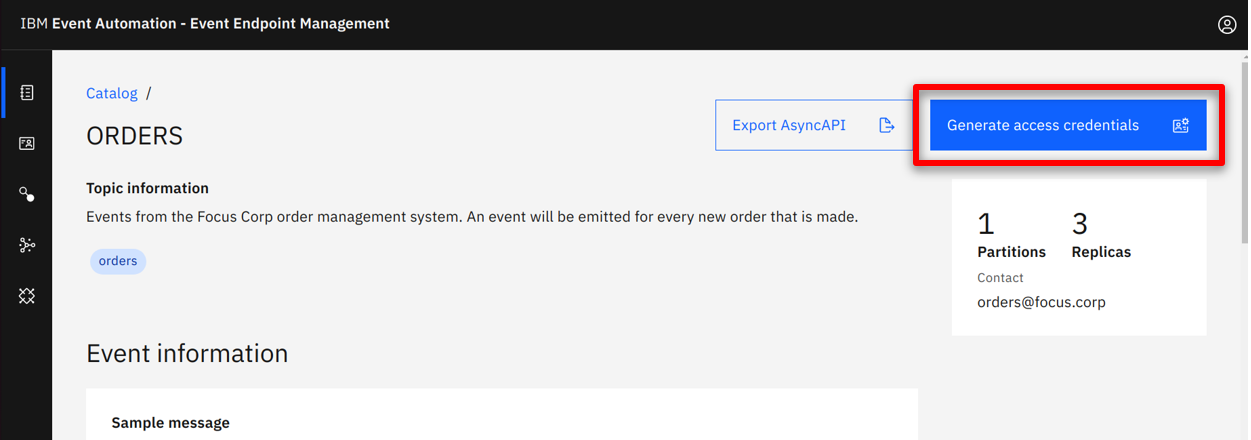 IBM Event Automation - Event Endpoint Management
Catalog /
ORDERS
Export AsyncAPI
Generate access credentials
Topic information
Events from the Focus Corp order management system. An event will be emitted for every new order that is made.
orders
1 3
Partitions Replicas
Contact
orders@focus.corp
Event information
Sample message